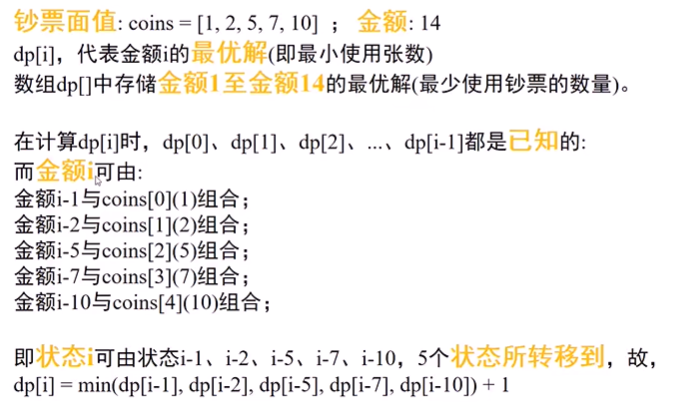 钞票面值: coins = [1, 2, 5, 7, 10] ； 金额: 14
dp[i]，代表金额i的最优解(即最小使用张数)
数组dp[]中存储金额1至金额14的最优解(最少使用钞票的数量)。
在计算dp[i]时，dp[0]、dp[1]、dp[2]、...、dp[i-1]都是已知的:
而金额i可由:
金额i-1与coins[0](1)组合；
金额i-2与coins[1](2)组合；
金额i-5与coins[2](5)组合；
金额i-7与coins[3](7)组合；
金额i-10与coins[4](10)组合；
即状态i可由状态i-1、i-2、i-5、i-7、i-10，5个状态所转移到，故，
dp[i] = min(dp[i-1], dp[i-2], dp[i-5], dp[i-7], dp[i-10]) + 1